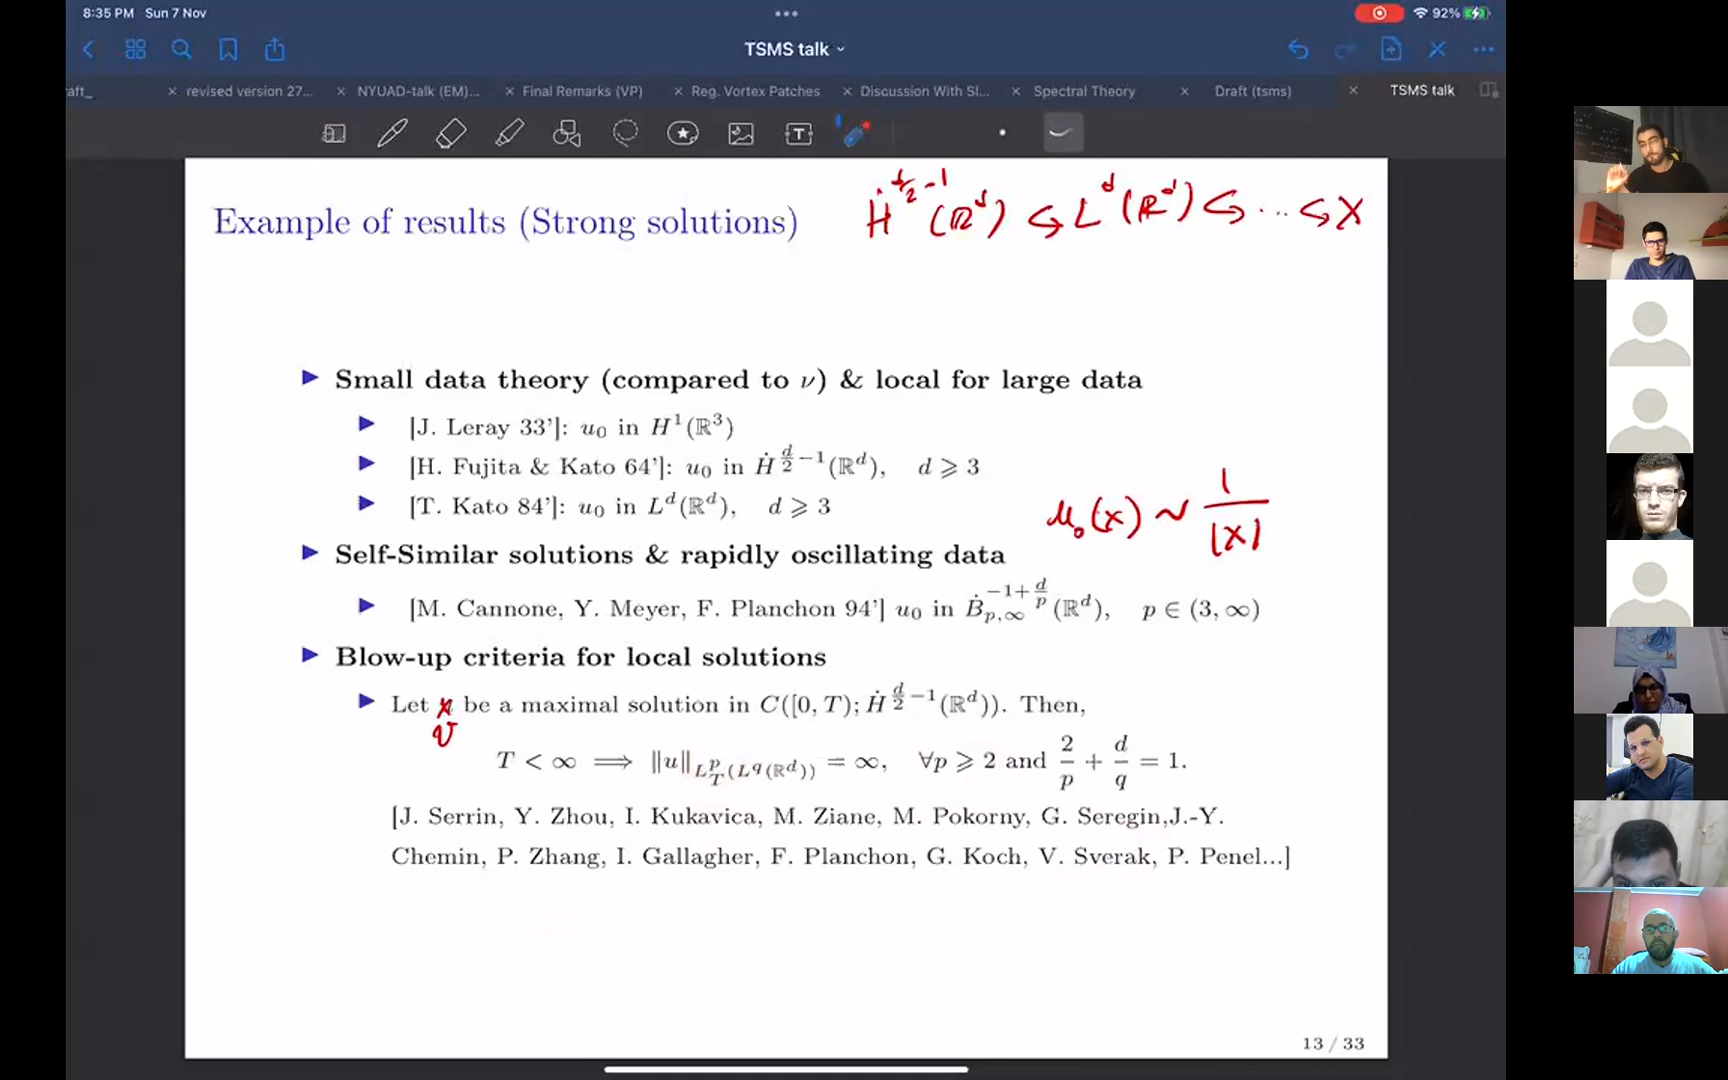 8:35 PM Sun 7 Nov
92%
TSMS talk
aft_
revised version 27...
NYUAD-talk (EM)...
Final Remarks (VP)
Reg. Vortex Patches
Discussion With Sl...
Spectral Theory
Draft (tsms)
TSMS talk
Ḣ^{d/2-1}(ℝ^d) ↪ L^d(ℝ^d) ↪ ... ↪ X
Example of results (Strong solutions)
▶ Small data theory (compared to ν) & local for large data
▶ [J. Leray 33']: u₀ in H¹(ℝ³)
▶ [H. Fujita & Kato 64']: u₀ in Ḣ^{d/2-1}(ℝ^d), d ⩾ 3
▶ [T. Kato 84']: u₀ in L^d(ℝ^d), d ⩾ 3
u₀(x) ~ 1/|x|
▶ Self-Similar solutions & rapidly oscillating data
▶ [M. Cannone, Y. Meyer, F. Planchon 94'] u₀ in Ḃ_{p,∞}^{-1+d/p}(ℝ^d), p ∈ (3, ∞)
▶ Blow-up criteria for local solutions
▶ Let x be a maximal solution in C([0, T); Ḣ^{d/2-1}(ℝ^d)). Then,
v
T < ∞ ⟹ ‖u‖_{L^p_T(L^q(ℝ^d))} = ∞, ∀p ⩾ 2 and 2/p + d/q = 1.
[J. Serrin, Y. Zhou, I. Kukavica, M. Ziane, M. Pokorny, G. Seregin,J.-Y.
Chemin, P. Zhang, I. Gallagher, F. Planchon, G. Koch, V. Sverak, P. Penel...]
13 / 33